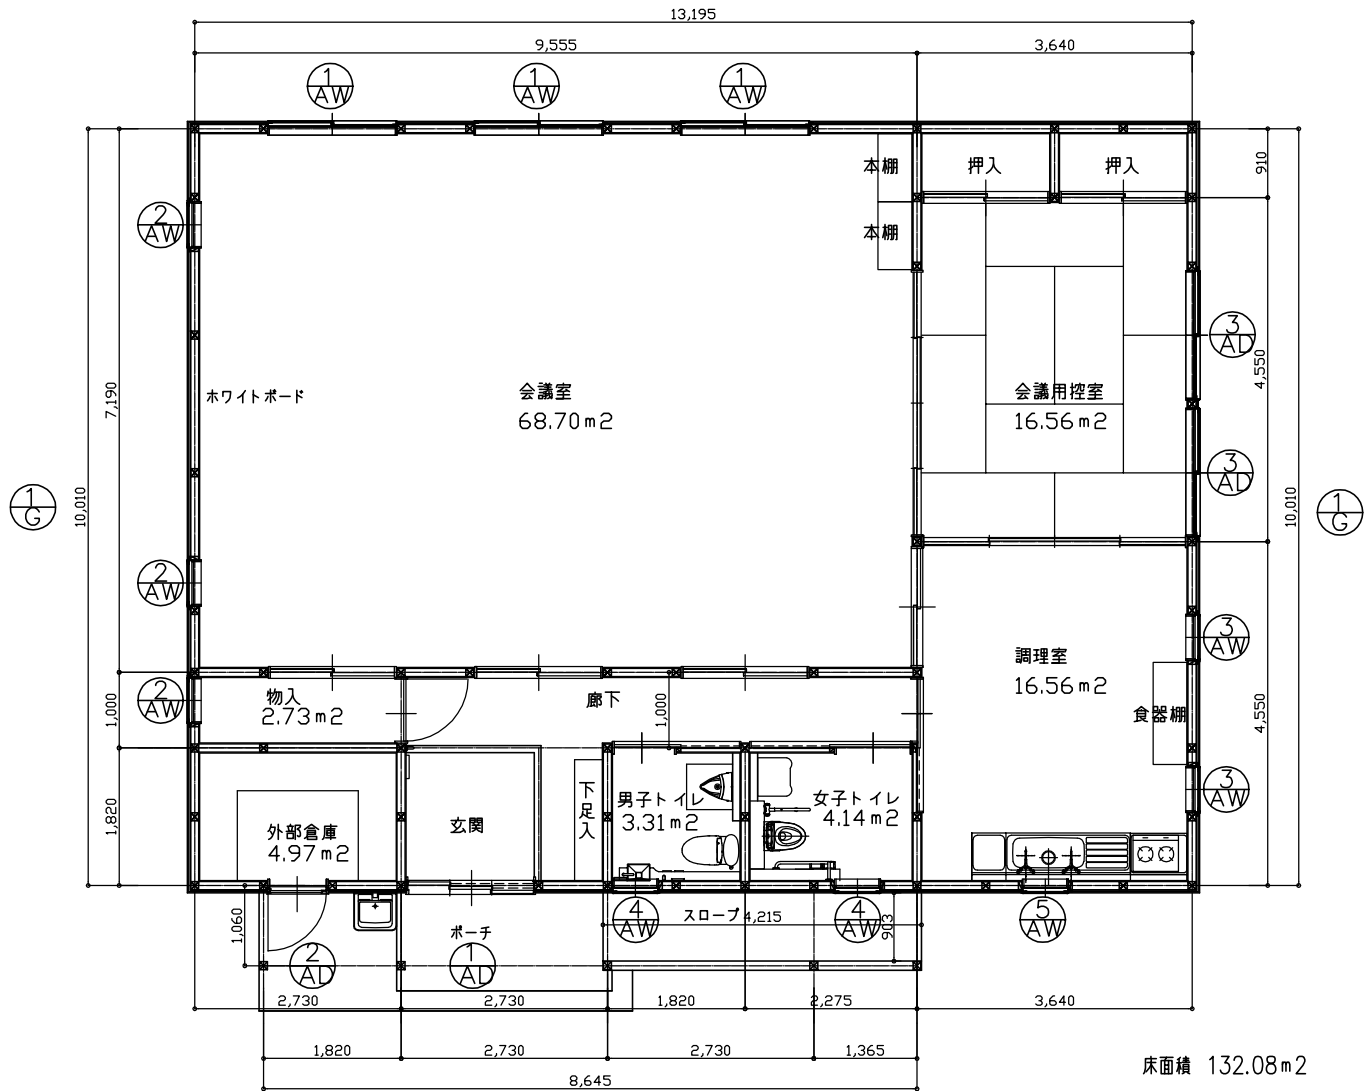 13,195
9,555
3,640
1
AW
1
AW
1
AW
本棚
押入
押入
910
2
AW
本棚
3
AD
4,550
7,190
ホワイトボード
会議室
68.70m2
会議用控室
16.56m2
3
AD
1
G
10,010
10,010
1
G
2
AW
3
AW
調理室
16.56m2
2
AW
物入
2.73m2
廊下
1,000
1,000
食器棚
4,550
3
AW
1,820
外部倉庫
4.97m2
玄関
下足入
男子トイレ
3.31m2
女子トイレ
4.14m2
1,060
ポーチ
スロープ
4,215
903
4
AW
4
AW
5
AW
2
AD
1
AD
2,730
2,730
1,820
2,275
3,640
1,820
2,730
2,730
1,365
8,645
床面積 132.08m2